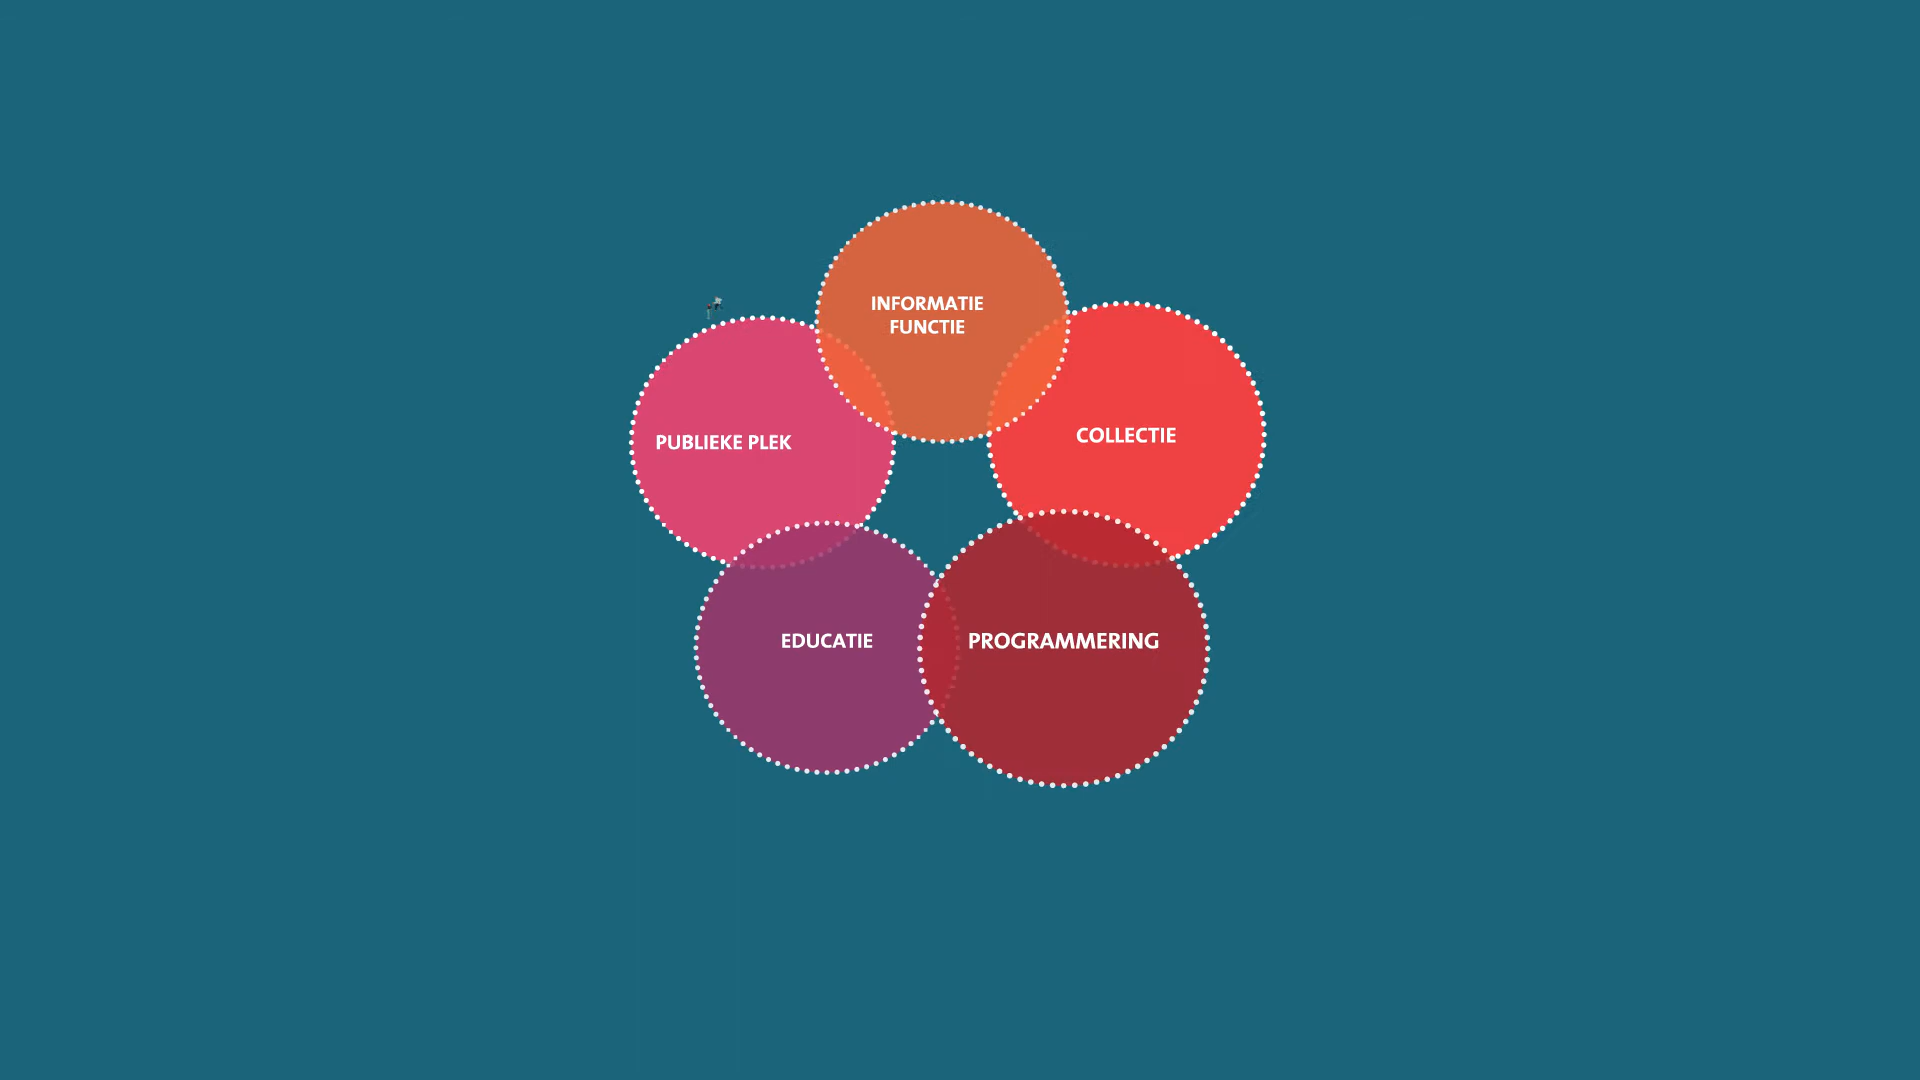 INFORMATIE
FUNCTIE
PUBLIEKE PLEK
COLLECTIE
EDUCATIE
PROGRAMMERING